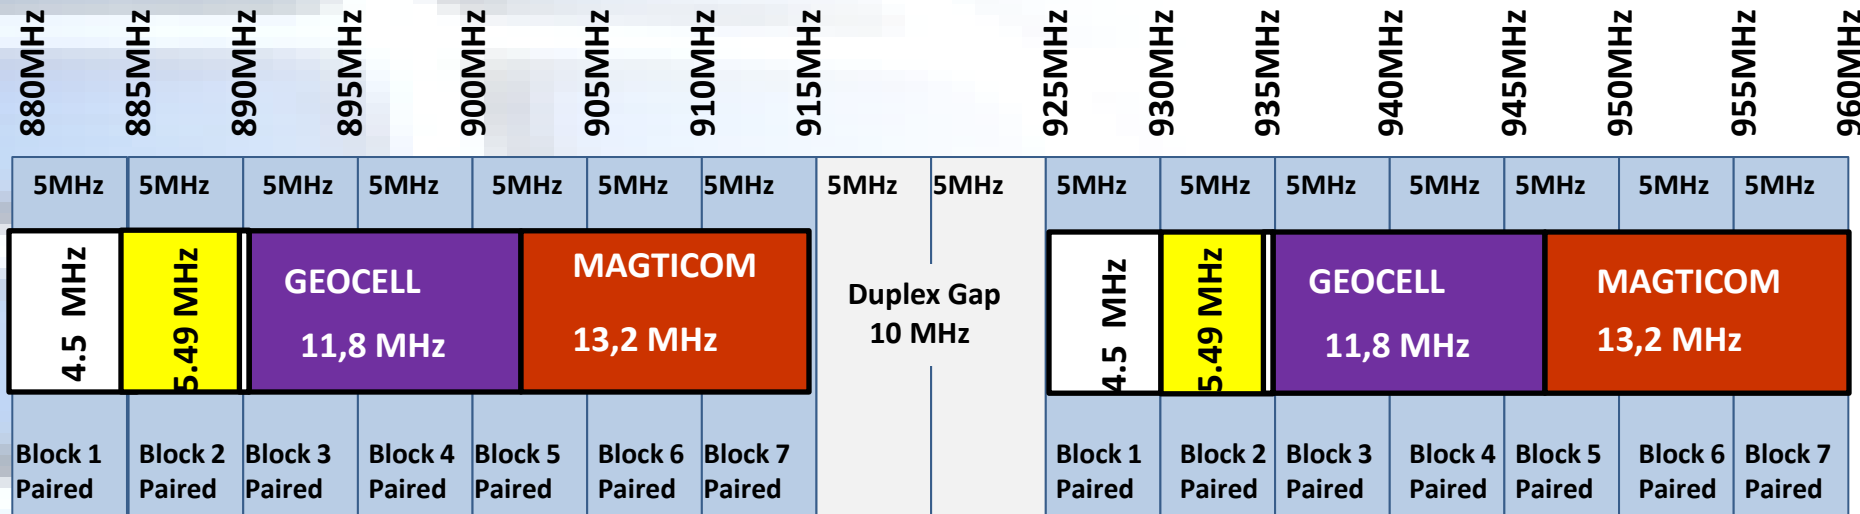 880MHz 885MHz 890MHz 895MHz 900MHz 905MHz 910MHz 915MHz 925MHz 930MHz 935MHz 940MHz 945MHz 950MHz 955MHz 960MHz
5MHz 5MHz 5MHz 5MHz 5MHz 5MHz 5MHz 5MHz 5MHz 5MHz 5MHz 5MHz 5MHz 5MHz 5MHz 5MHz
4.5 MHz
5.49 MHz
GEOCELL
11,8 MHz
MAGTICOM
13,2 MHz
Duplex Gap
10 MHz
4.5 MHz
5.49 MHz
GEOCELL
11,8 MHz
MAGTICOM
13,2 MHz
Block 1 Block 2 Block 3 Block 4 Block 5 Block 6 Block 7 Block 1 Block 2 Block 3 Block 4 Block 5 Block 6 Block 7
Paired Paired Paired Paired Paired Paired Paired Paired Paired Paired Paired Paired Paired Paired